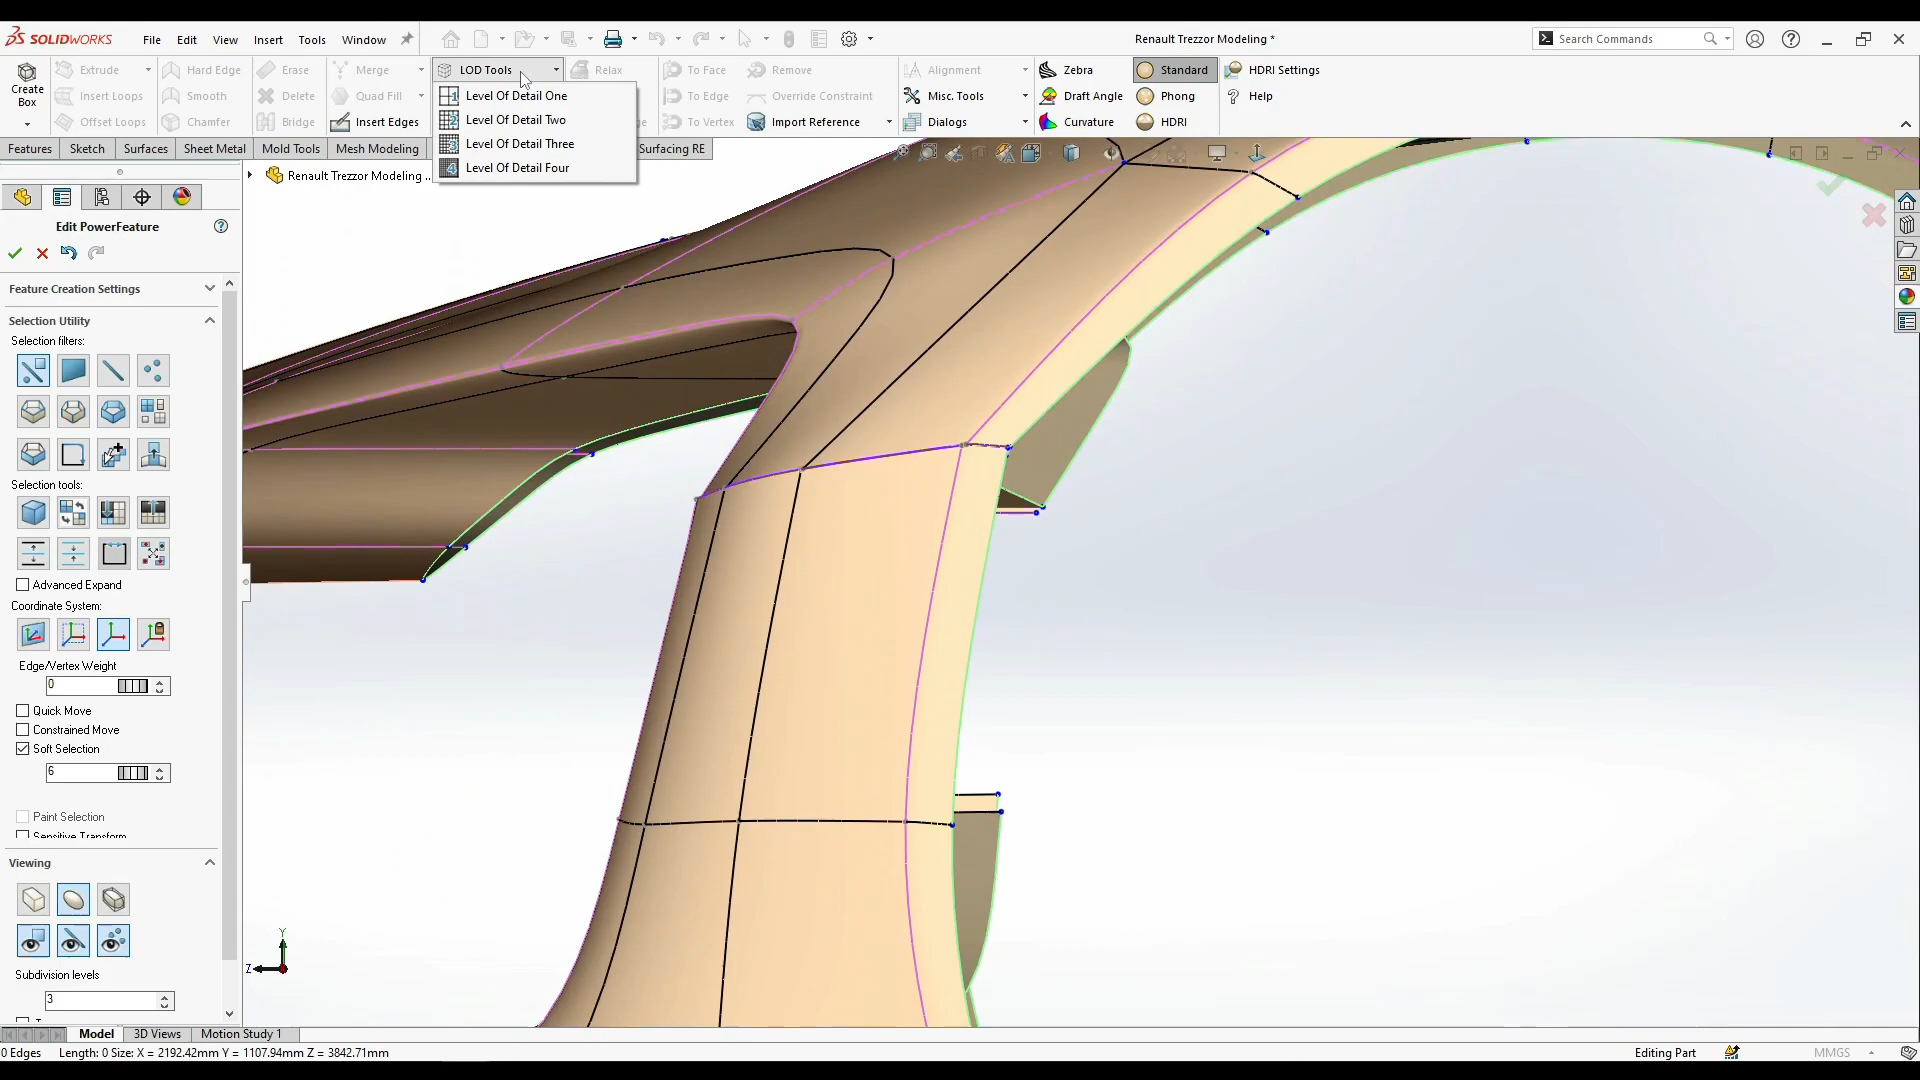 SOLIDWORKS File Edit View Insert Tools Window
Renault Trezzor Modeling *
Search Commands
Create Box
Extrude
Insert Loops
Offset Loops
Hard Edge
Smooth
Chamfer
Erase
Delete
Bridge
Merge
Quad Fill
Insert Edges
LOD Tools
Level Of Detail One
Level Of Detail Two
Level Of Detail Three
Level Of Detail Four
Relax
To Face
To Edge
To Vertex
Remove
Override Constraint
Import Reference
Alignment
Misc. Tools
Dialogs
Zebra
Draft Angle
Curvature
Standard
Phong
HDRI
HDRI Settings
Help
Features Sketch Surfaces Sheet Metal Mold Tools Mesh Modeling Surfacing RE
Renault Trezzor Modeling ...
Edit PowerFeature
Feature Creation Settings
Selection Utility
Selection filters:
Selection tools:
Advanced Expand
Coordinate System:
Edge/Vertex Weight
0
Quick Move
Constrained Move
Soft Selection
6
Paint Selection
Sensitive Transform
Viewing
Subdivision levels
3
Y
Z
Model 3D Views Motion Study 1
0 Edges Length: 0 Size: X = 2192.42mm Y = 1107.94mm Z = 3842.71mm
Editing Part
MMGS